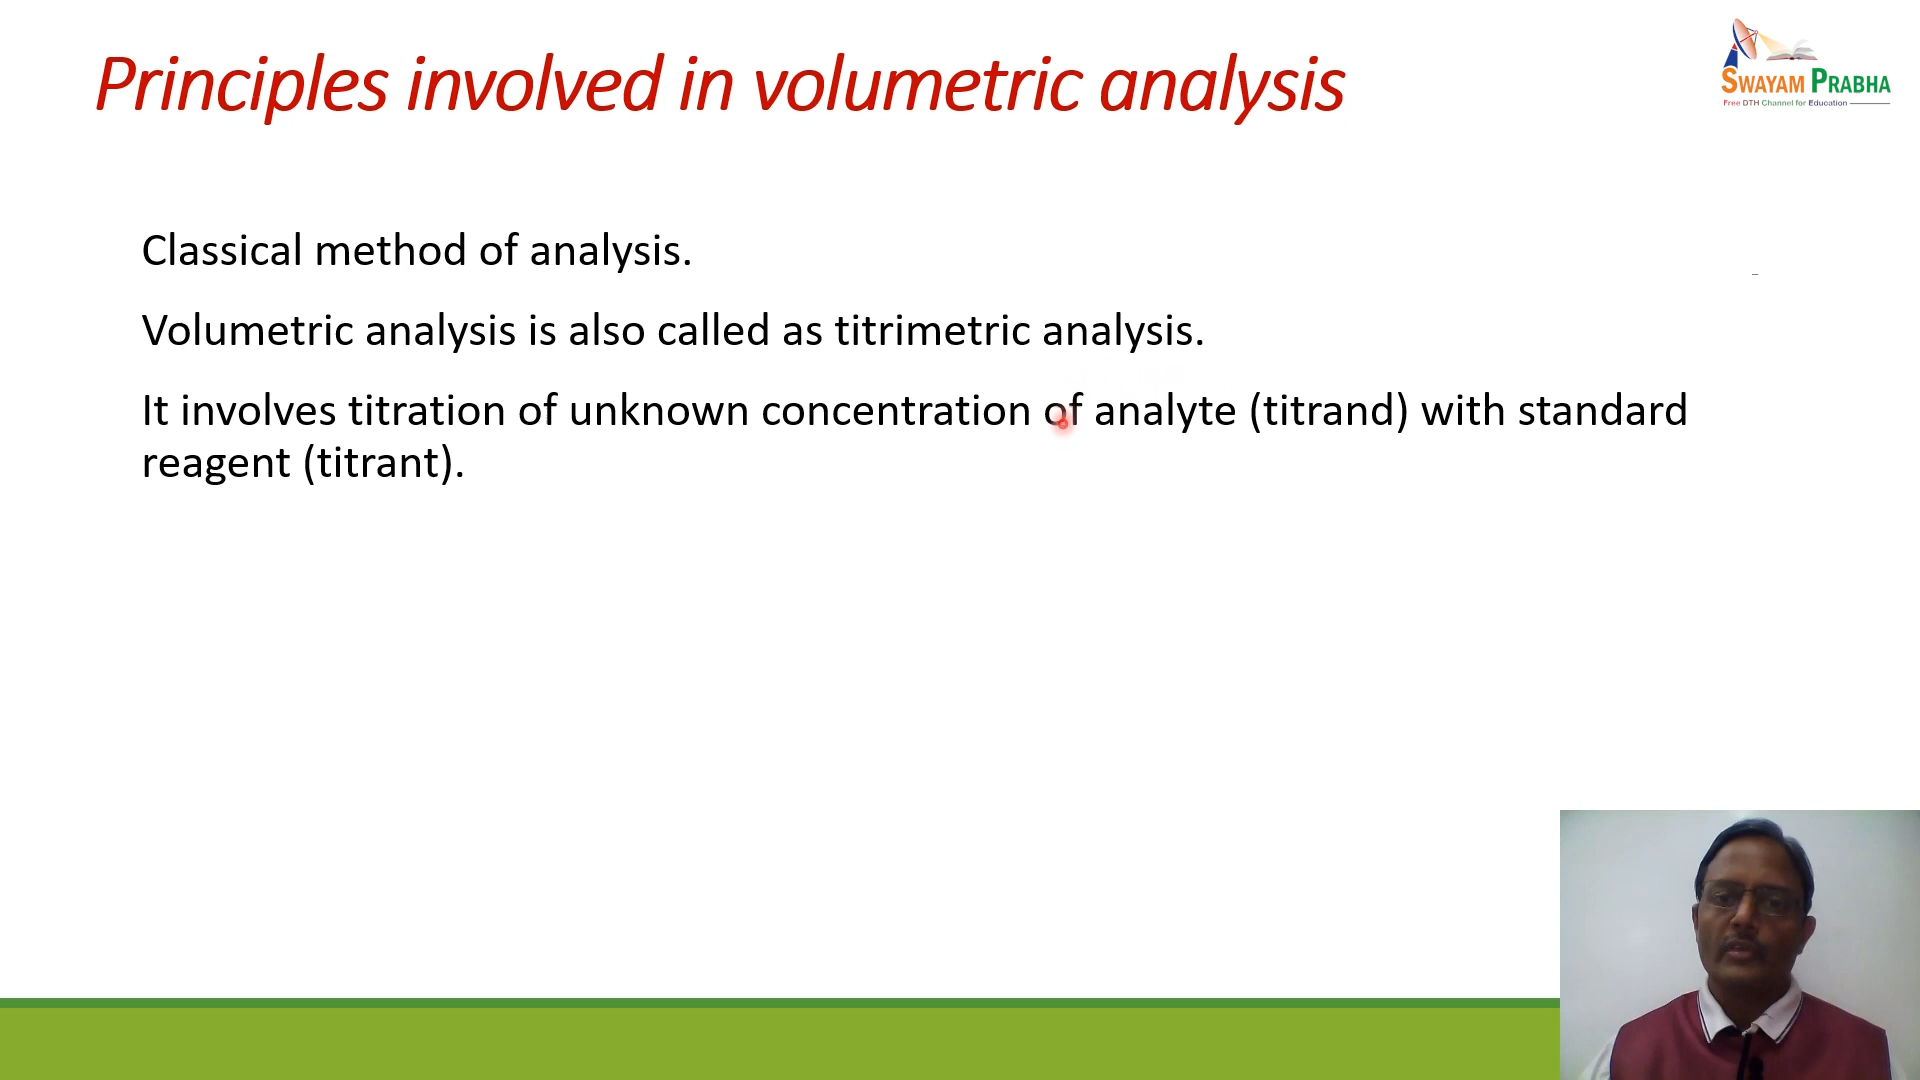 Principles involved in volumetric analysis
SWAYAM PRABHA
Free DTH Channel for Education
Classical method of analysis.
Volumetric analysis is also called as titrimetric analysis.
It involves titration of unknown concentration of analyte (titrand) with standard
reagent (titrant).